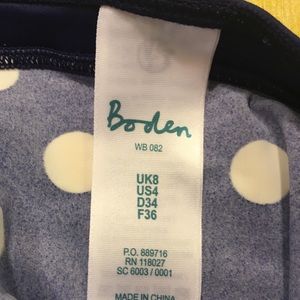 Boden
WB 082
UK8
US4
D34
F36
P.O. 889716
RN 118027
SC 6003 / 0001
MADE IN CHINA